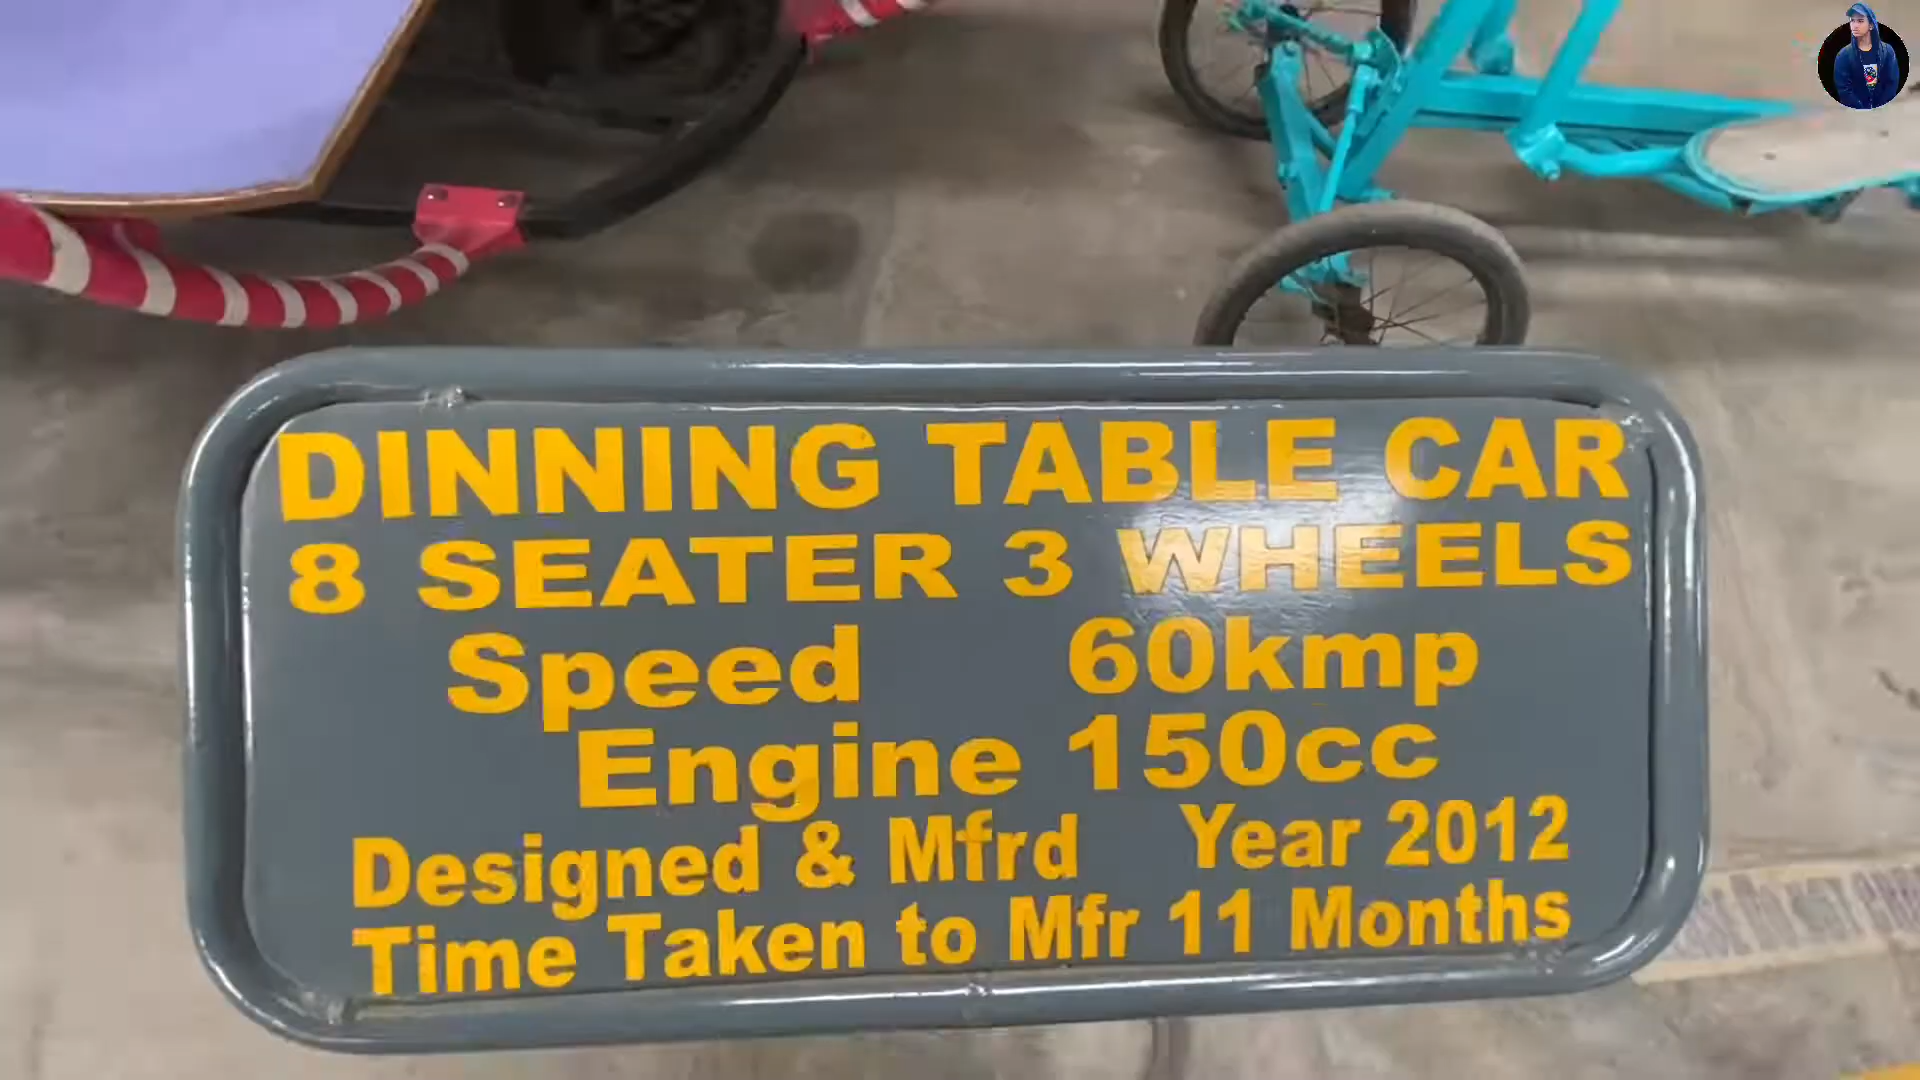 DINNING TABLE CAR
8 SEATER 3 WHEELS
Speed 60kmp
Engine 150cc
Designed & Mfrd Year 2012
Time Taken to Mfr 11 Months